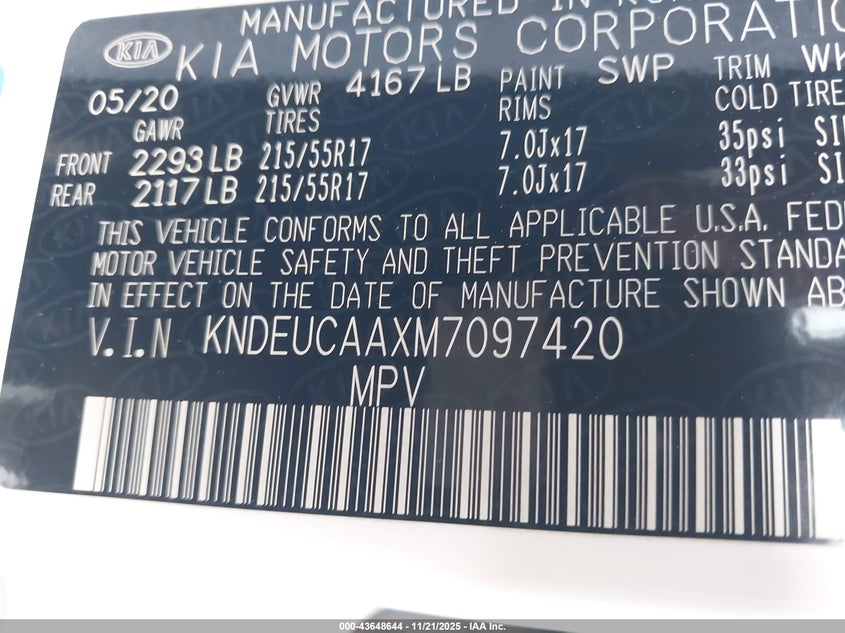 MANUFACTURED IN
KIA KIA MOTORS CORPORATION
05/20 GVWR 4167 LB PAINT SWP TRIM WK
GAWR TIRES RIMS COLD TIRE
FRONT 2293 LB 215/55R17 7.0Jx17 35psi
REAR 2117 LB 215/55R17 7.0Jx17 33psi
THIS VEHICLE CONFORMS TO ALL APPLICABLE U.S.A.
MOTOR VEHICLE SAFETY AND THEFT PREVENTION
IN EFFECT ON THE DATE OF MANUFACTURE SHOWN
V.I.N KNDEUCAAXM7097420
MPV
000-43648644 | 11/21/2025 - IAA Inc.